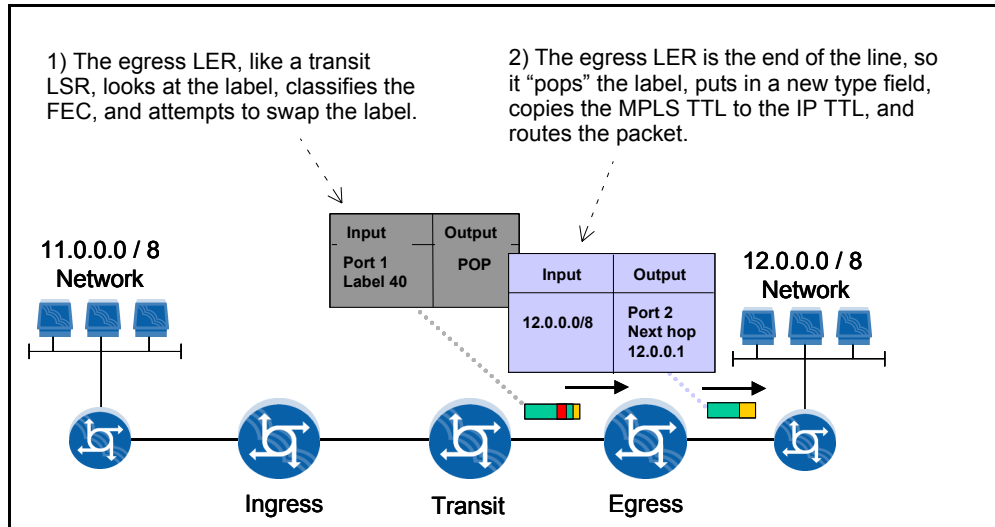 1) The egress LER, like a transit
LSR, looks at the label, classifies the
FEC, and attempts to swap the label.
2) The egress LER is the end of the line, so
it “pops” the label, puts in a new type field,
copies the MPLS TTL to the IP TTL, and
routes the packet.
11.0.0.0 / 8
Network
Input Output
Port 1 POP
Label 40
Input Output
12.0.0.0/8 Port 2
Next hop
12.0.0.1
12.0.0.0 / 8
Network
Ingress Transit Egress